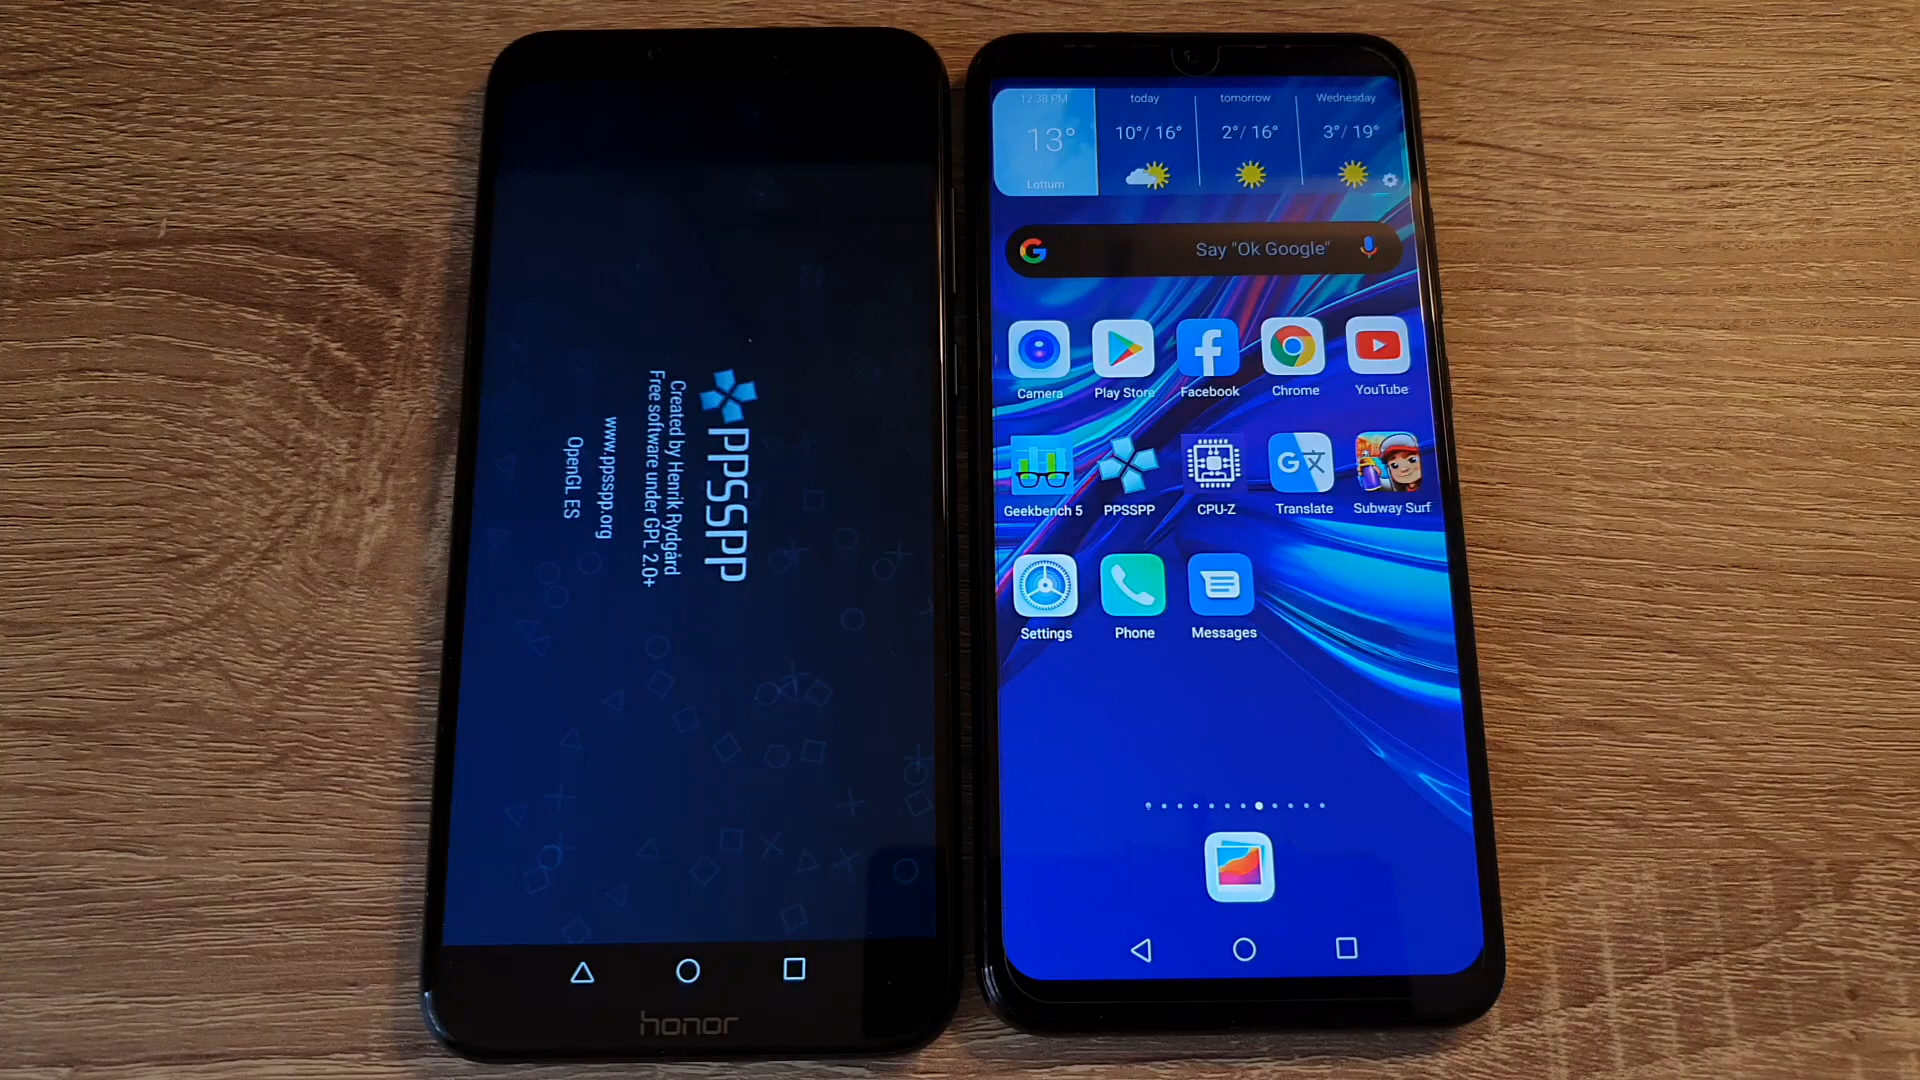 PPSSPP
Created by Henrik Rydgård
Free software under GPL 2.0+
www.ppsspp.org
OpenGL ES
honor
12:38 PM
13°
Lottum
today
10°/ 16°
tomorrow
2°/ 16°
Wednesday
3°/ 19°
G
Say "Ok Google"
Camera
Play Store
Facebook
Chrome
YouTube
Geekbench 5
PPSSPP
CPU-Z
G文
Translate
Subway Surf
Settings
Phone
Messages